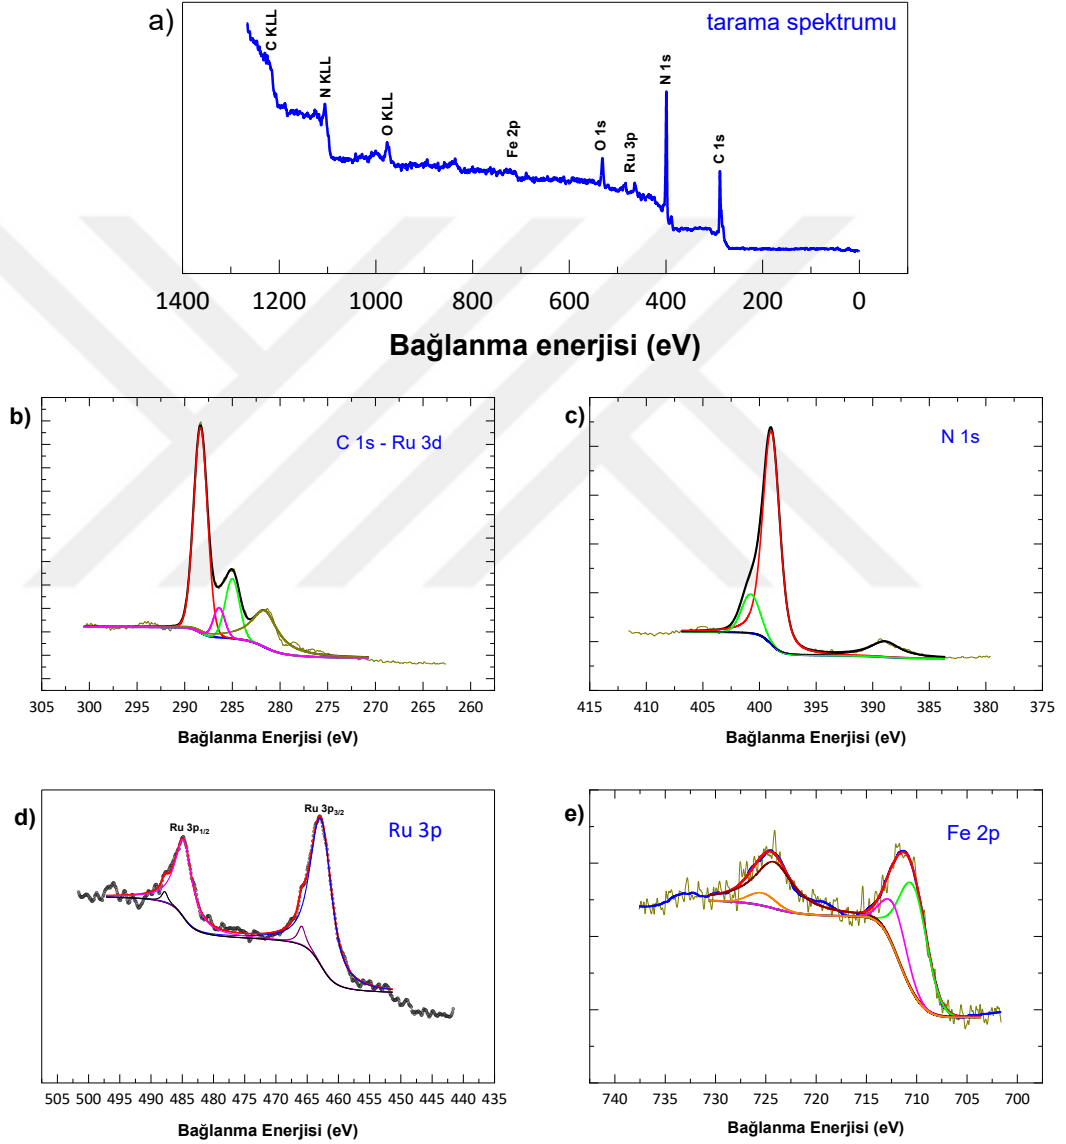 a)
tarama spektrumu
C KLL
N KLL
O KLL
Fe 2p
O 1s
Ru 3p
N 1s
C 1s
1400 1200 1000 800 600 400 200 0
Bağlanma enerjisi (eV)
b)
C 1s - Ru 3d
305 300 295 290 285 280 275 270 265 260
Bağlanma Enerjisi (eV)
c)
N 1s
415 410 405 400 395 390 385 380 375
Bağlanma Enerjisi (eV)
d)
Ru 3p1/2
Ru 3p3/2
Ru 3p
505 500 495 490 485 480 475 470 465 460 455 450 445 440 435
Bağlanma Enerjisi (eV)
e)
Fe 2p
740 735 730 725 720 715 710 705 700
Bağlanma Enerjisi (eV)